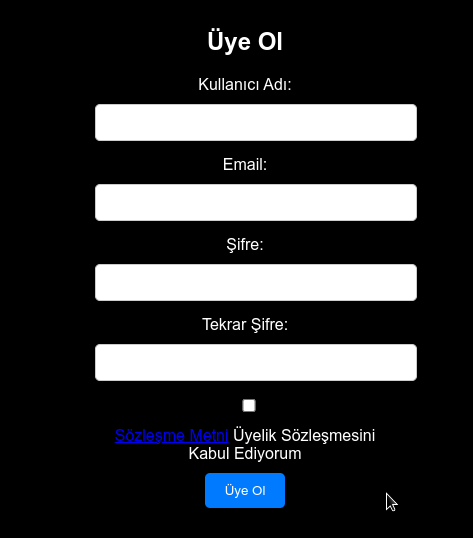 Üye Ol
Kullanıcı Adı:
Email:
Şifre:
Tekrar Şifre:
Sözleşme Metni Üyelik Sözleşmesini
Kabul Ediyorum
Üye Ol